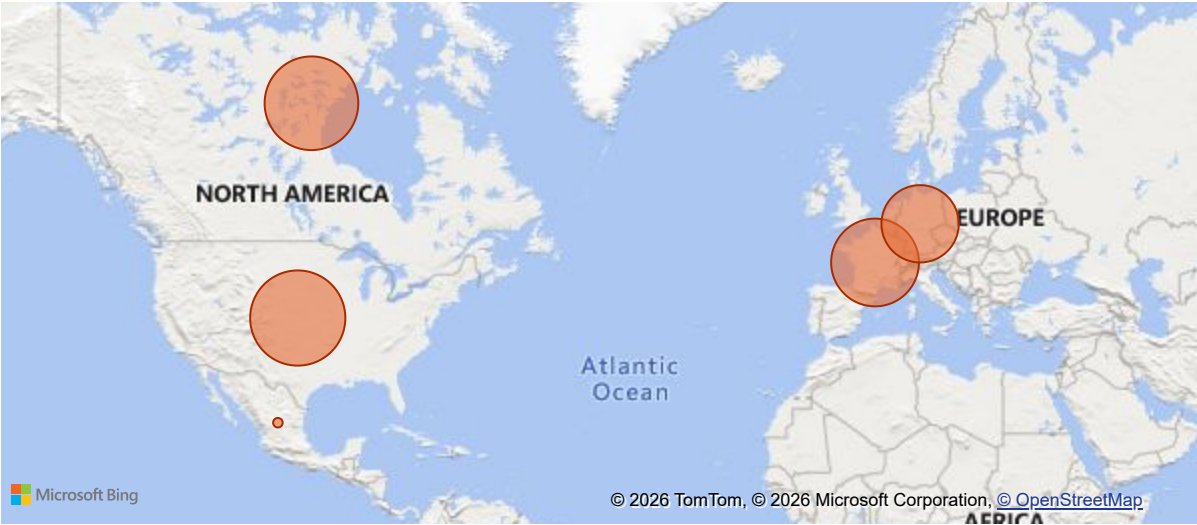 NORTH AMERICA
EUROPE
Atlantic
Ocean
Microsoft Bing
© 2026 TomTom, © 2026 Microsoft Corporation, © OpenStreetMap
AFRICA